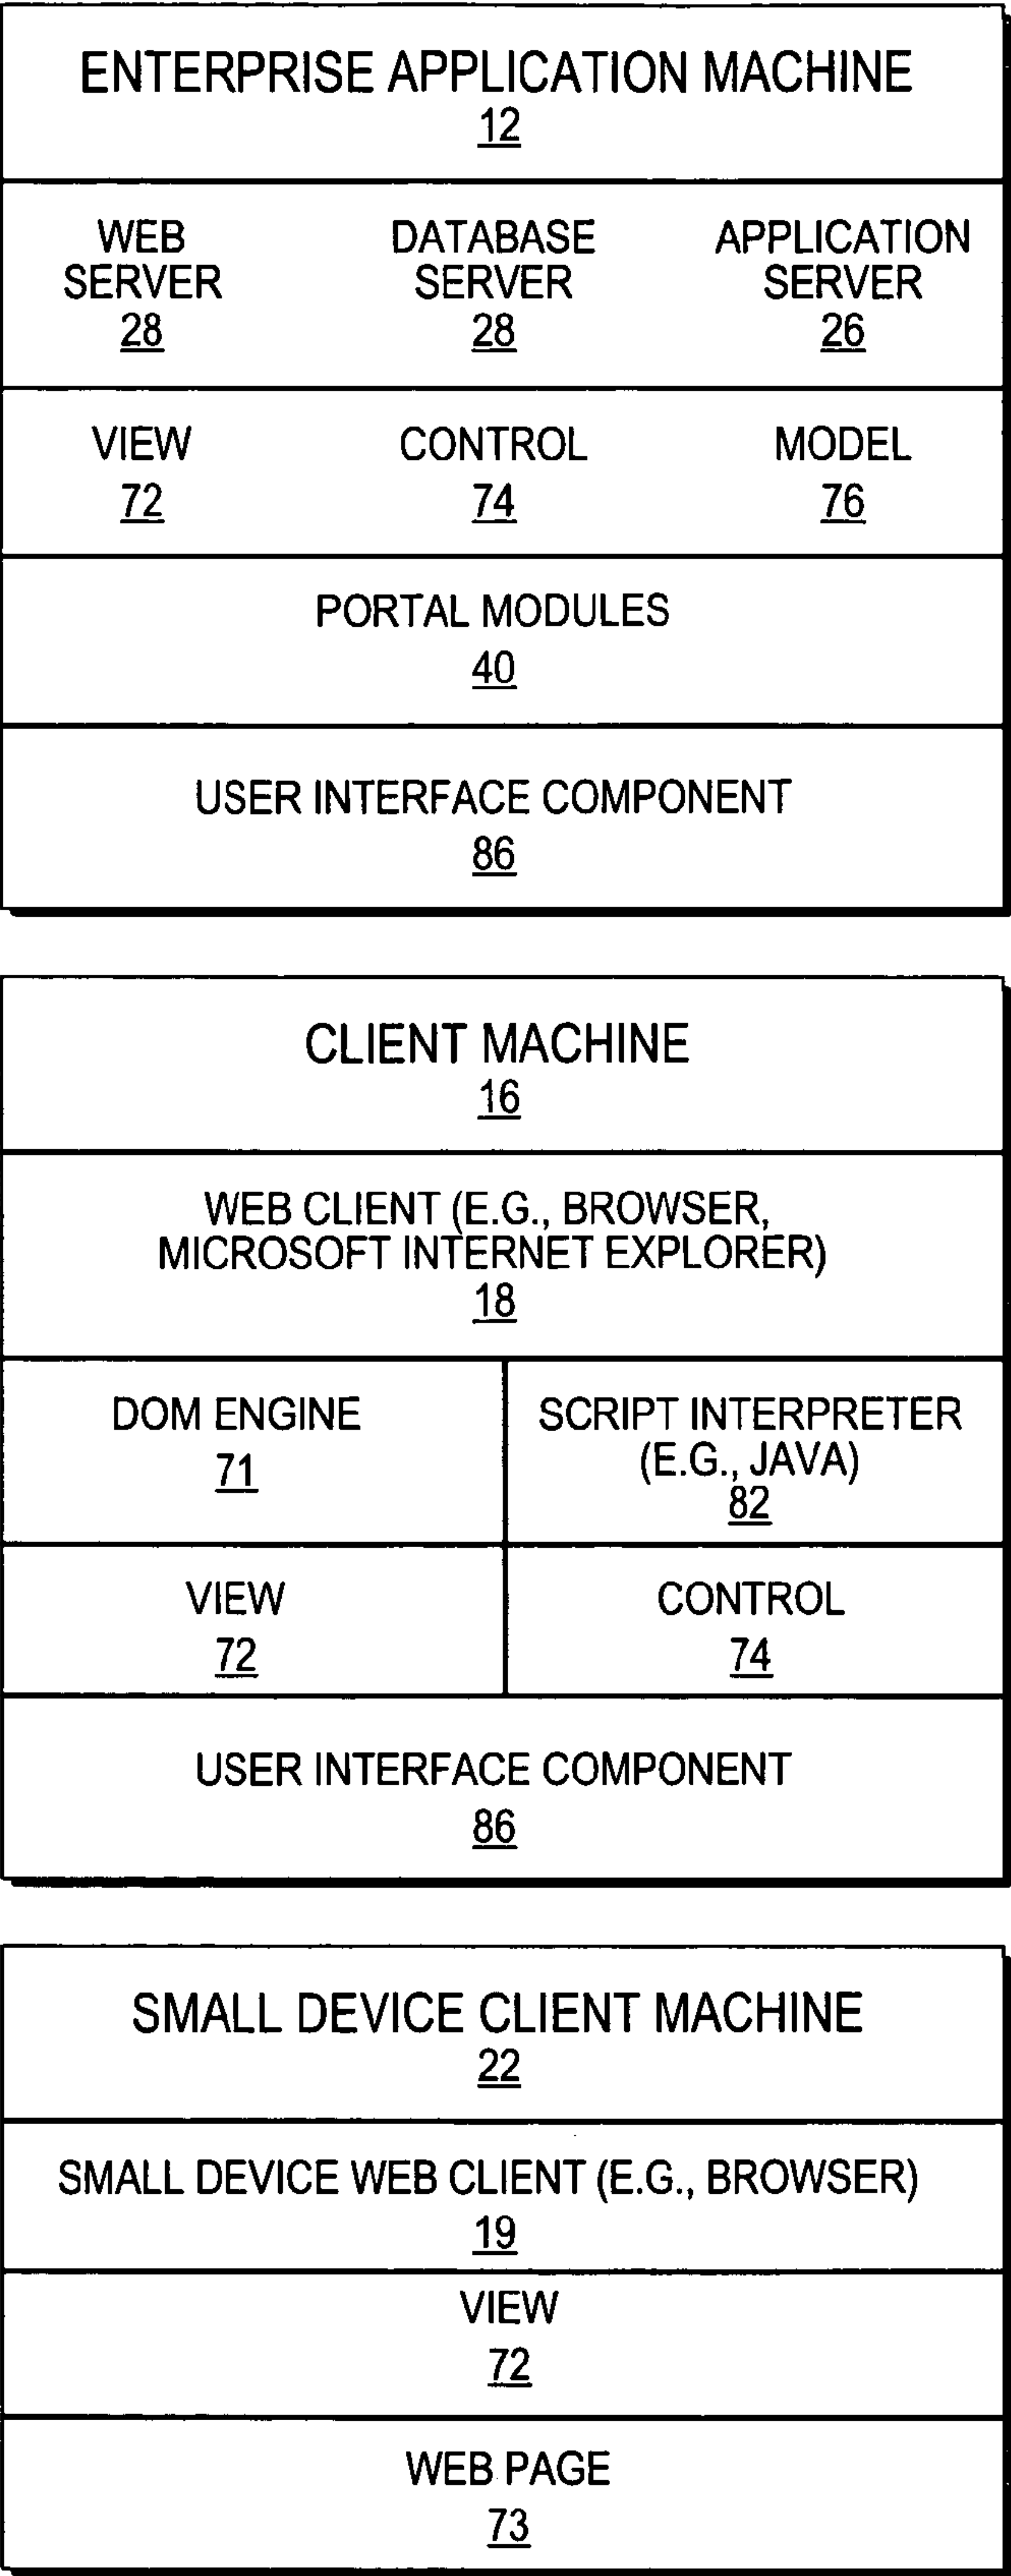 ENTERPRISE APPLICATION MACHINE
12
WEB SERVER
28
DATABASE SERVER
28
APPLICATION SERVER
26
VIEW
72
CONTROL
74
MODEL
76
PORTAL MODULES
40
USER INTERFACE COMPONENT
86
CLIENT MACHINE
16
WEB CLIENT (E.G., BROWSER,
MICROSOFT INTERNET EXPLORER)
18
DOM ENGINE
71
SCRIPT INTERPRETER
(E.G., JAVA)
82
VIEW
72
CONTROL
74
USER INTERFACE COMPONENT
86
SMALL DEVICE CLIENT MACHINE
22
SMALL DEVICE WEB CLIENT (E.G., BROWSER)
19
VIEW
72
WEB PAGE
73